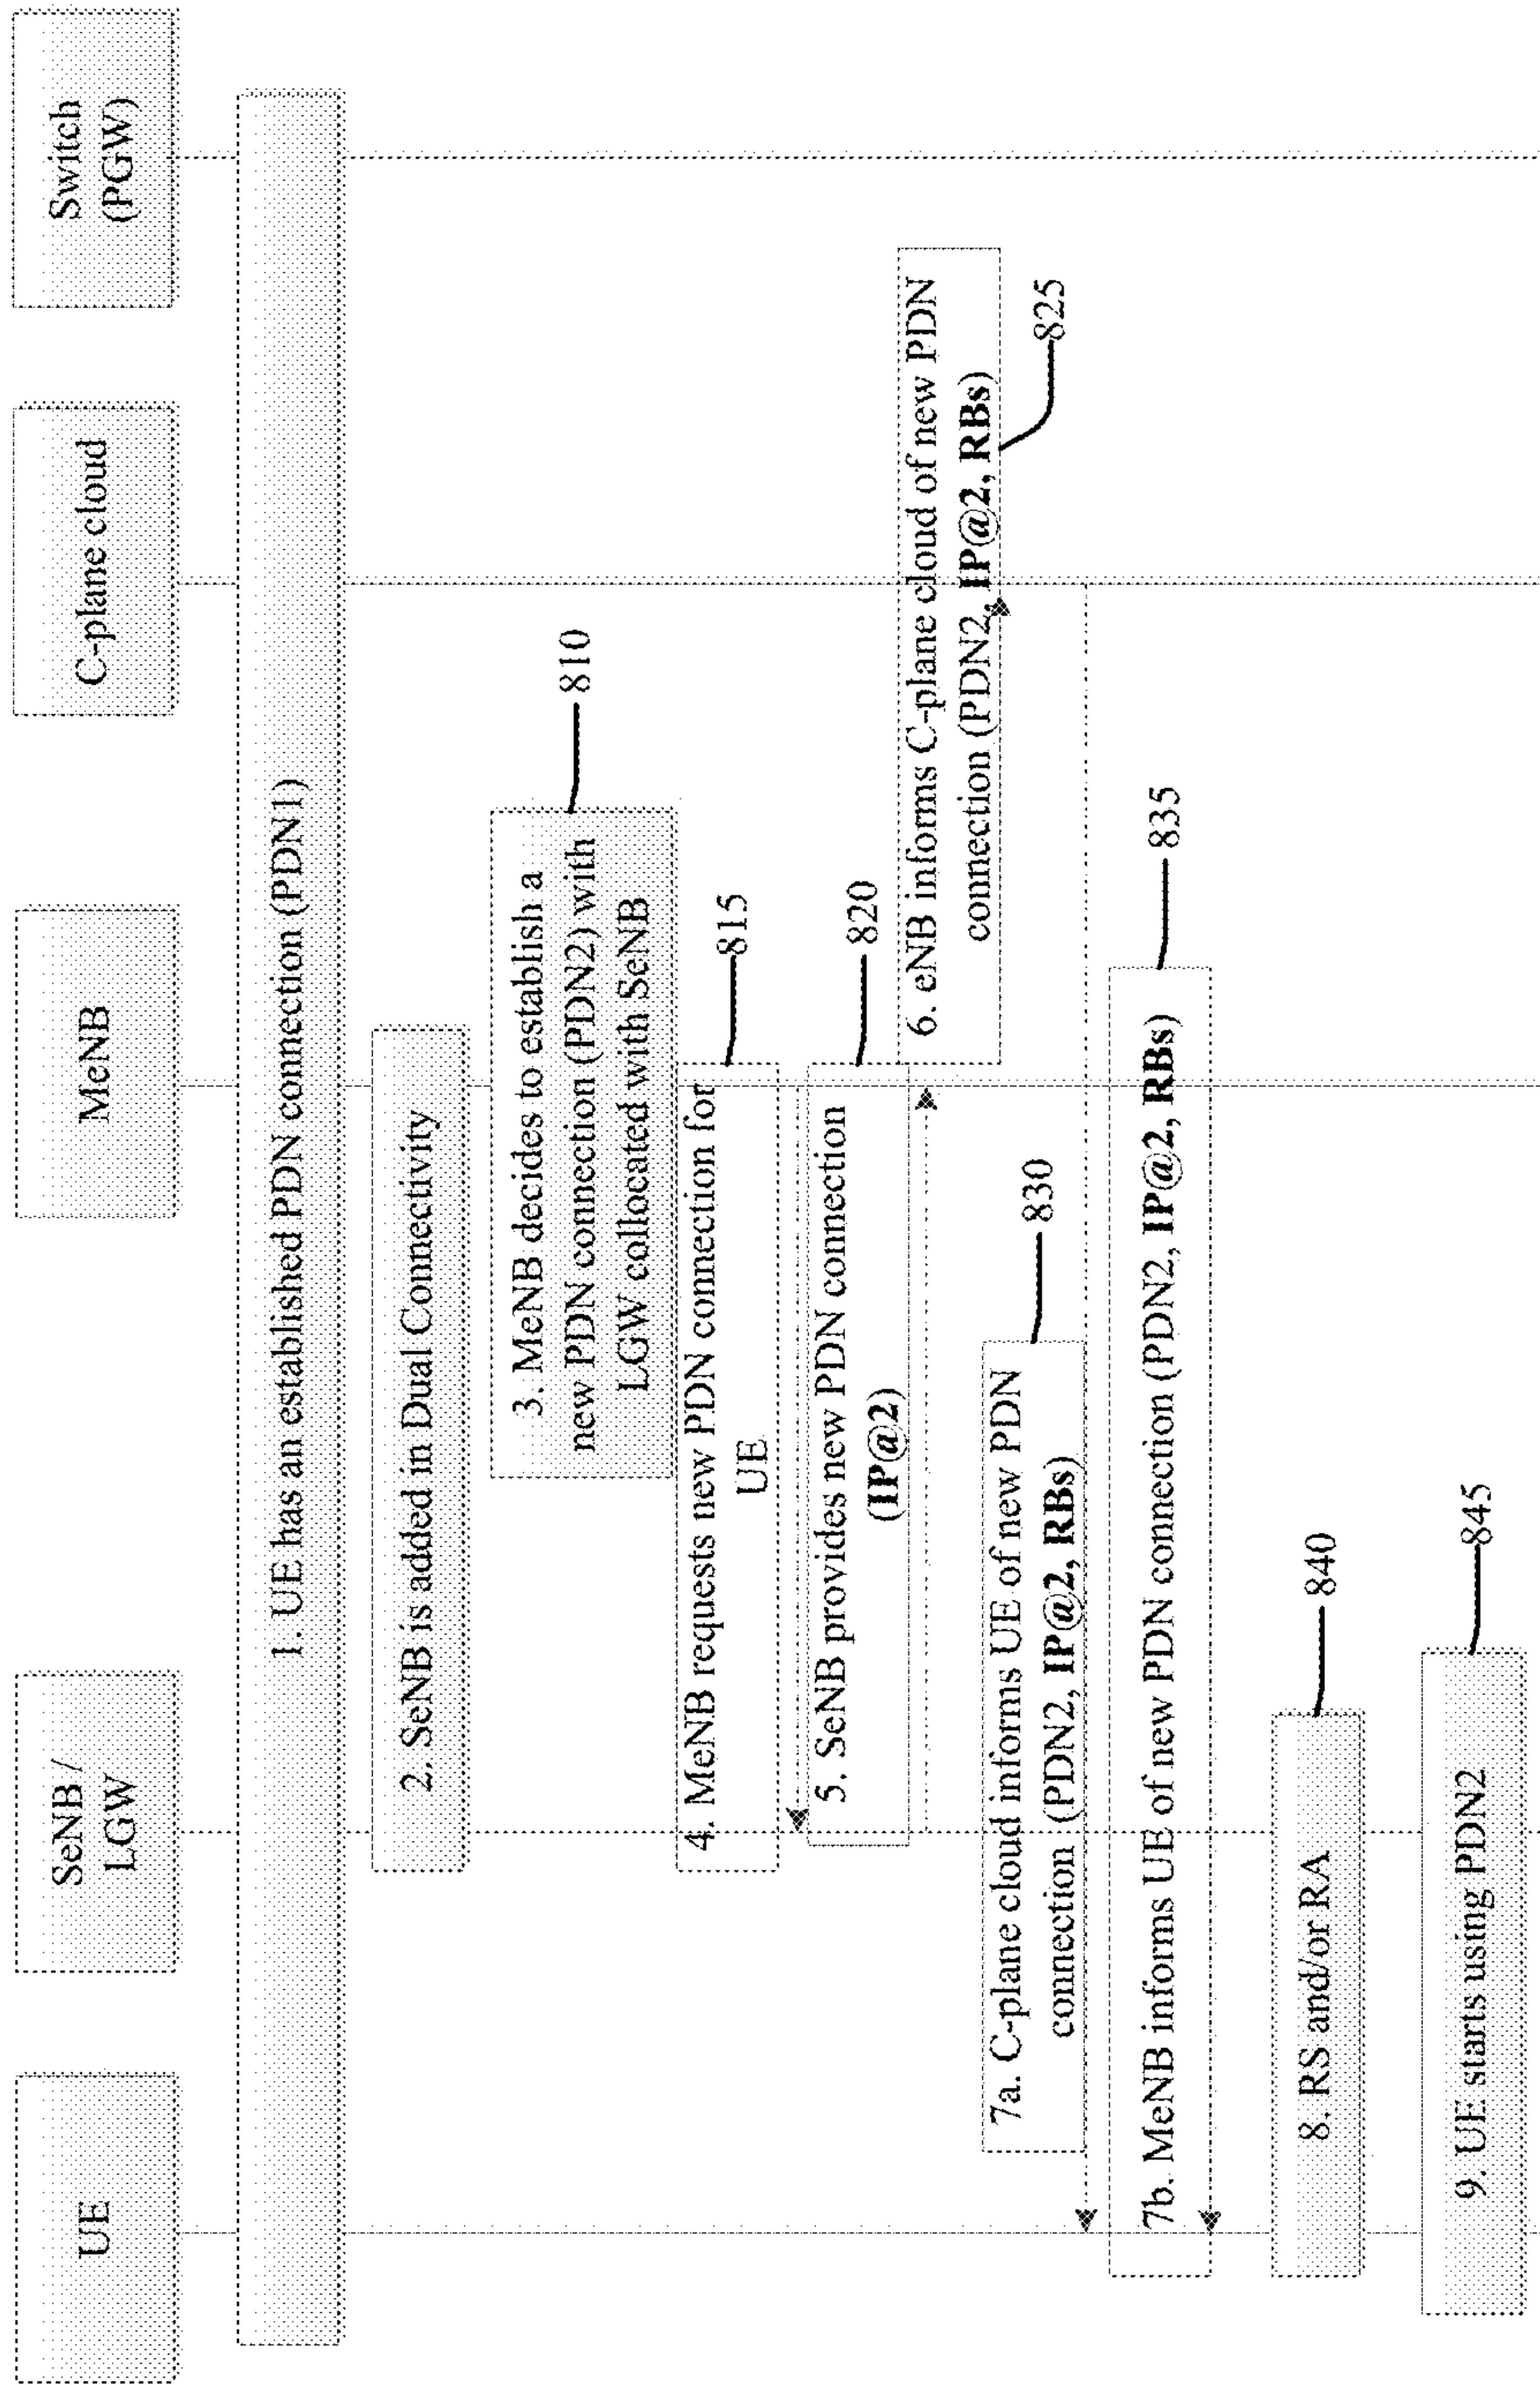 UE
SeNB /
LGW
MeNB
C-plane cloud
Switch
(PGW)
1. UE has an established PDN connection (PDN1)
2. SeNB is added in Dual Connectivity
3. MeNB decides to establish a
new PDN connection (PDN2) with
LGW collocated with SeNB
810
4. MeNB requests new PDN connection for
UE
815
5. SeNB provides new PDN connection
(IP@2)
820
6. eNB informs C-plane cloud of new PDN
connection (PDN2, IP@2, RBs)
825
7a. C-plane cloud informs UE of new PDN
connection (PDN2, IP@2, RBs)
830
7b. MeNB informs UE of new PDN connection (PDN2, IP@2, RBs)
835
8. RS and/or RA
840
9. UE starts using PDN2
845